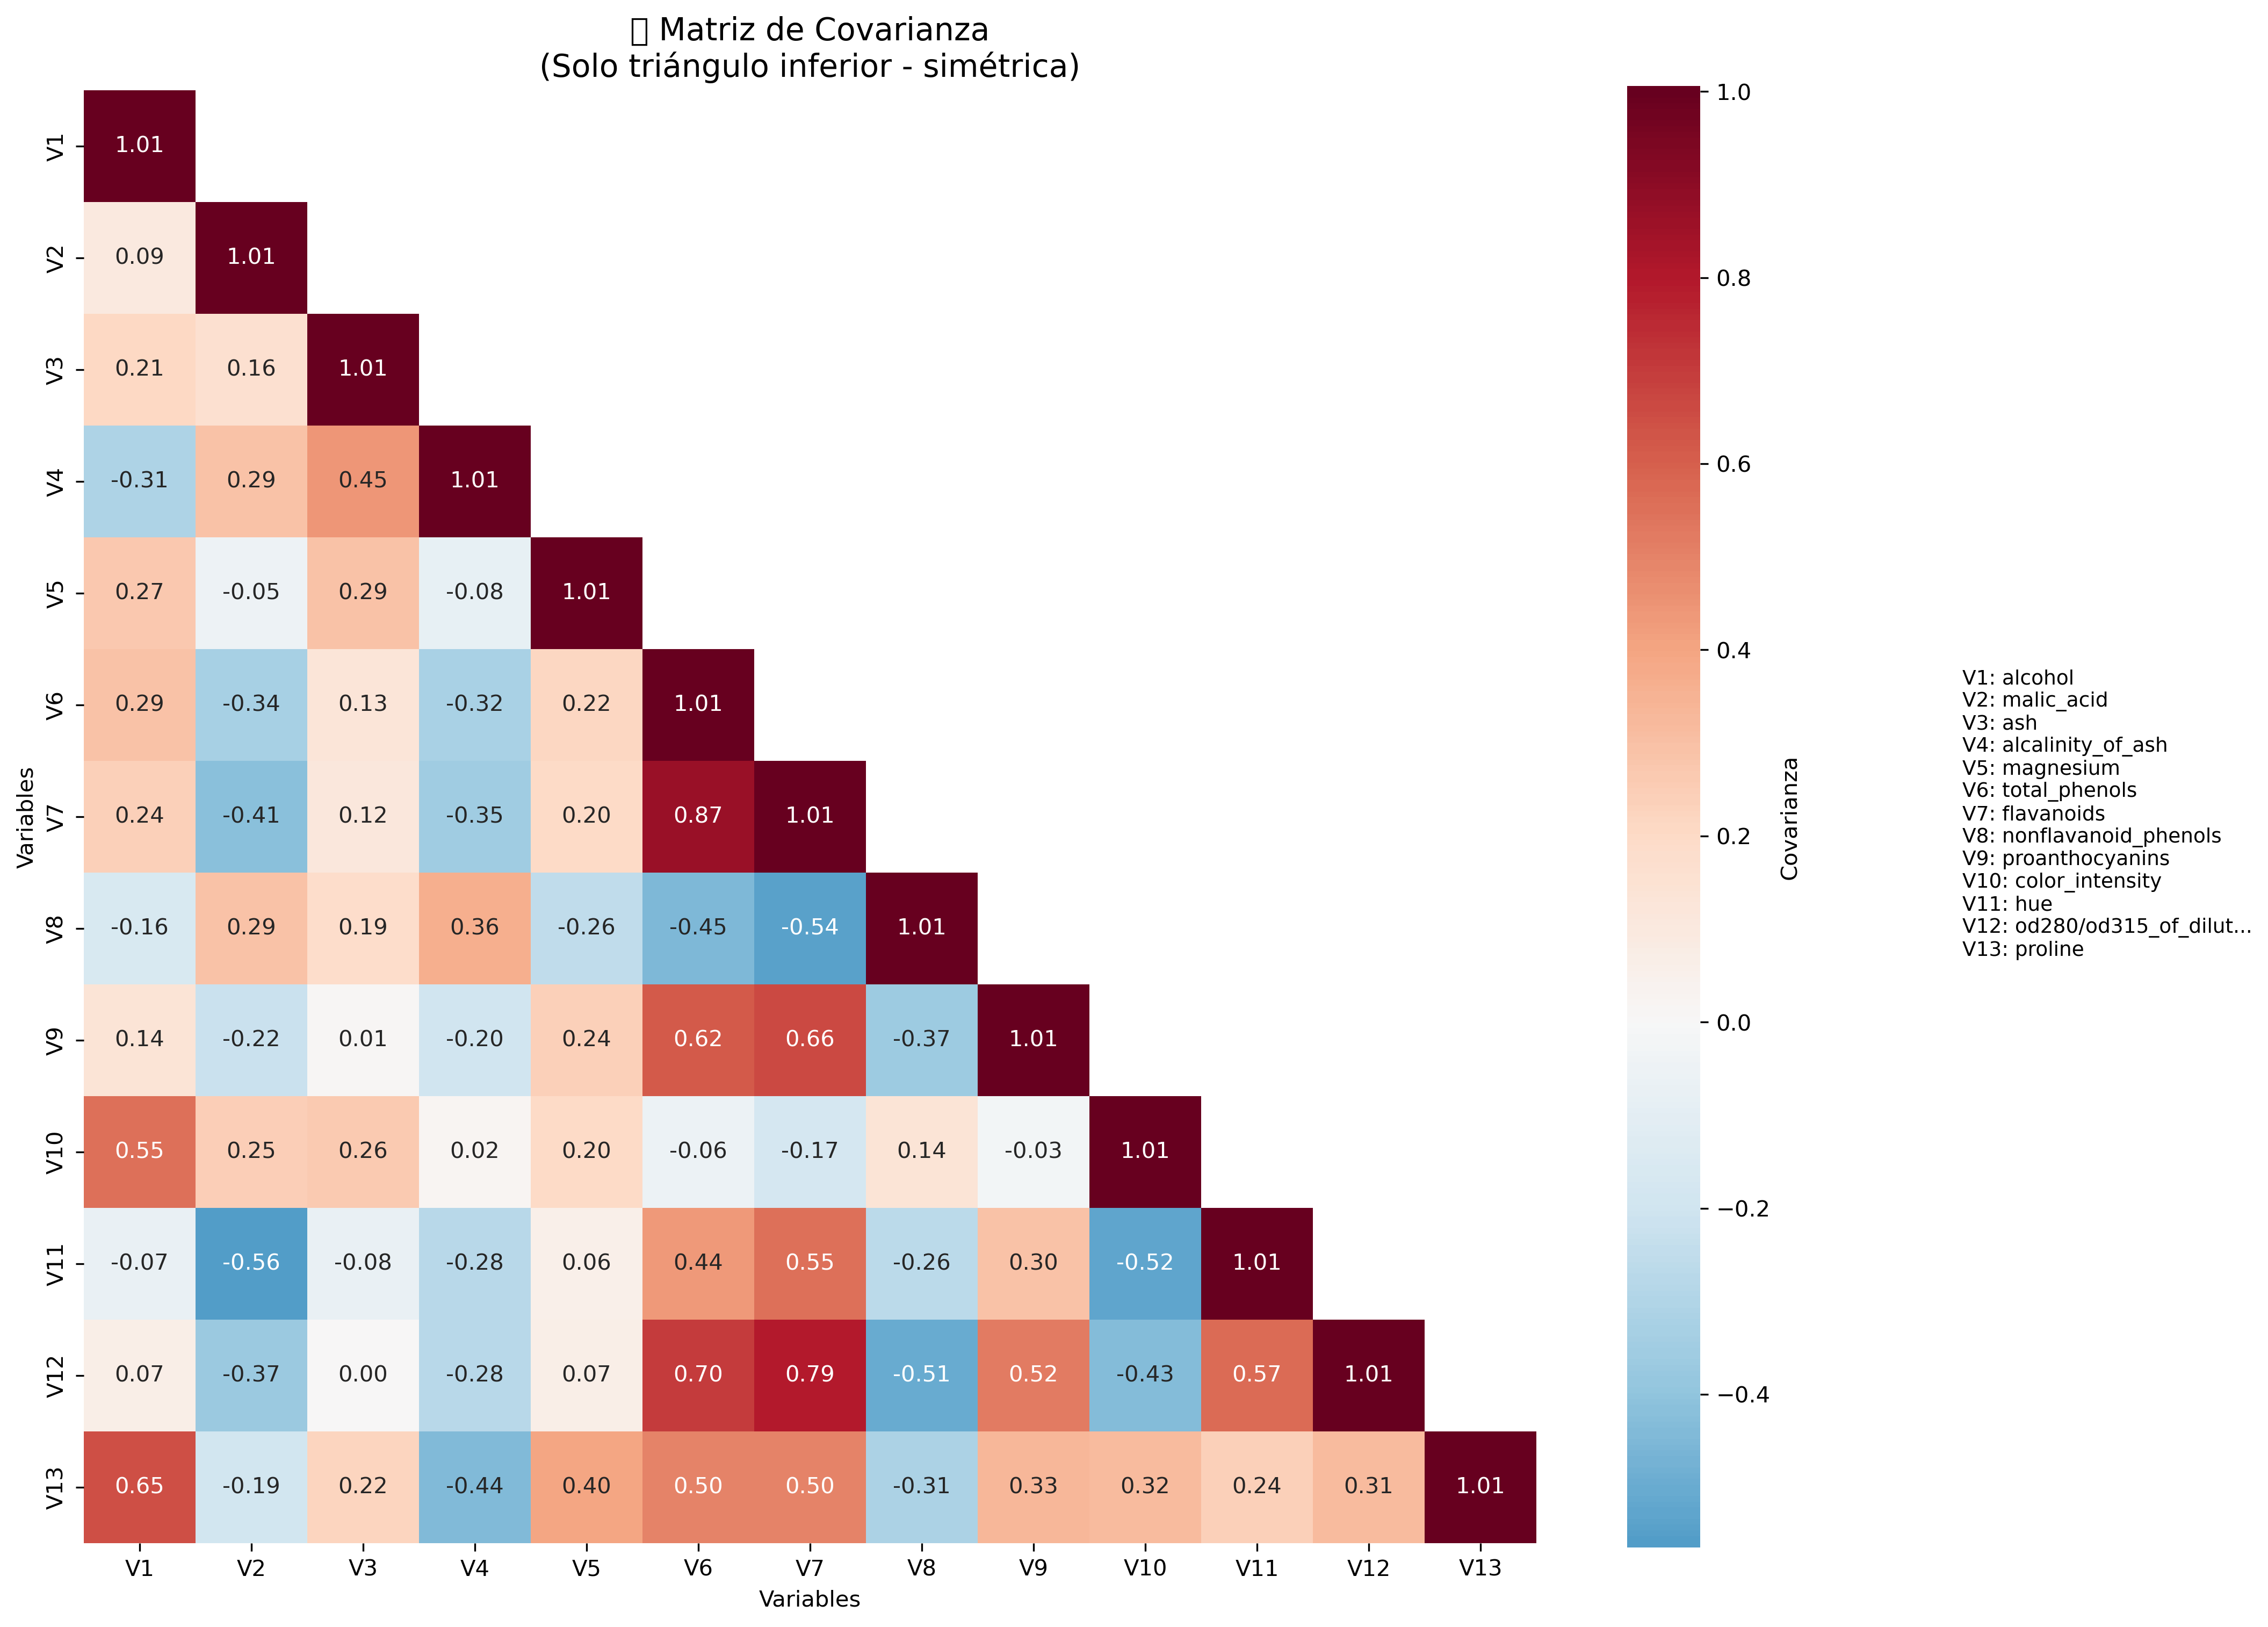 ▯ Matriz de Covarianza
(Solo triángulo inferior - simétrica)
V1 1.01
V2 0.09 1.01
V3 0.21 0.16 1.01
V4 -0.31 0.29 0.45 1.01
V5 0.27 -0.05 0.29 -0.08 1.01
V6 0.29 -0.34 0.13 -0.32 0.22 1.01
V7 0.24 -0.41 0.12 -0.35 0.20 0.87 1.01
V8 -0.16 0.29 0.19 0.36 -0.26 -0.45 -0.54 1.01
V9 0.14 -0.22 0.01 -0.20 0.24 0.62 0.66 -0.37 1.01
V10 0.55 0.25 0.26 0.02 0.20 -0.06 -0.17 0.14 -0.03 1.01
V11 -0.07 -0.56 -0.08 -0.28 0.06 0.44 0.55 -0.26 0.30 -0.52 1.01
V12 0.07 -0.37 0.00 -0.28 0.07 0.70 0.79 -0.51 0.52 -0.43 0.57 1.01
V13 0.65 -0.19 0.22 -0.44 0.40 0.50 0.50 -0.31 0.33 0.32 0.24 0.31 1.01
V1 V2 V3 V4 V5 V6 V7 V8 V9 V10 V11 V12 V13
Variables
Variables
1.0
0.8
0.6
0.4
0.2
0.0
−0.2
−0.4
Covarianza
V1: alcohol
V2: malic_acid
V3: ash
V4: alcalinity_of_ash
V5: magnesium
V6: total_phenols
V7: flavanoids
V8: nonflavanoid_phenols
V9: proanthocyanins
V10: color_intensity
V11: hue
V12: od280/od315_of_dilut...
V13: proline